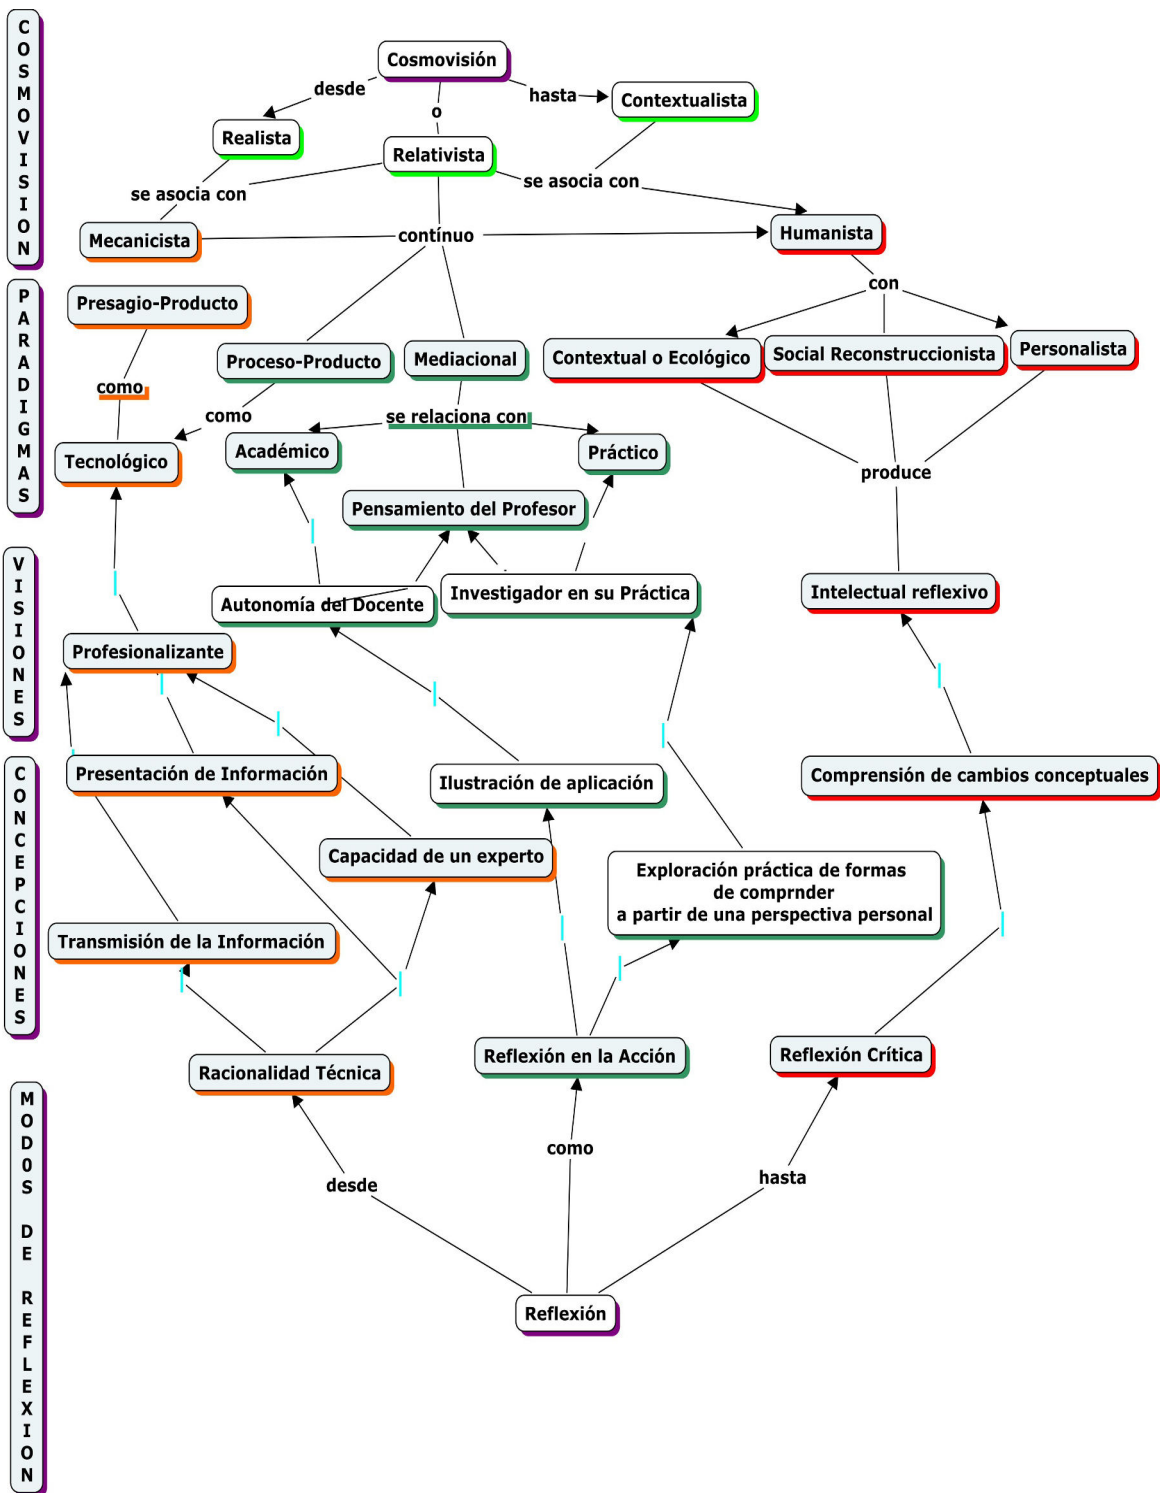 COSMOVISION
Cosmovisión
desde
hasta
Contextualista
o
Realista
Relativista
se asocia con
se asocia con
Mecanicista
contínuo
Humanista
con
PARADIGMAS
Presagio-Producto
Proceso-Producto
Mediacional
Contextual o Ecológico
Social Reconstruccionista
Personalista
como
como
se relaciona con
Académico
Práctico
Tecnológico
produce
Pensamiento del Profesor
VISIONES
Autonomía del Docente
Investigador en su Práctica
Intelectual reflexivo
Profesionalizante
CONCEPCIONES
Presentación de Información
Ilustración de aplicación
Comprensión de cambios conceptuales
Capacidad de un experto
Exploración práctica de formas
de comprnder
a partir de una perspectiva personal
Transmisión de la Información
Racionalidad Técnica
Reflexión en la Acción
Reflexión Crítica
MOD0S DE REFLEXION
como
desde
hasta
Reflexión